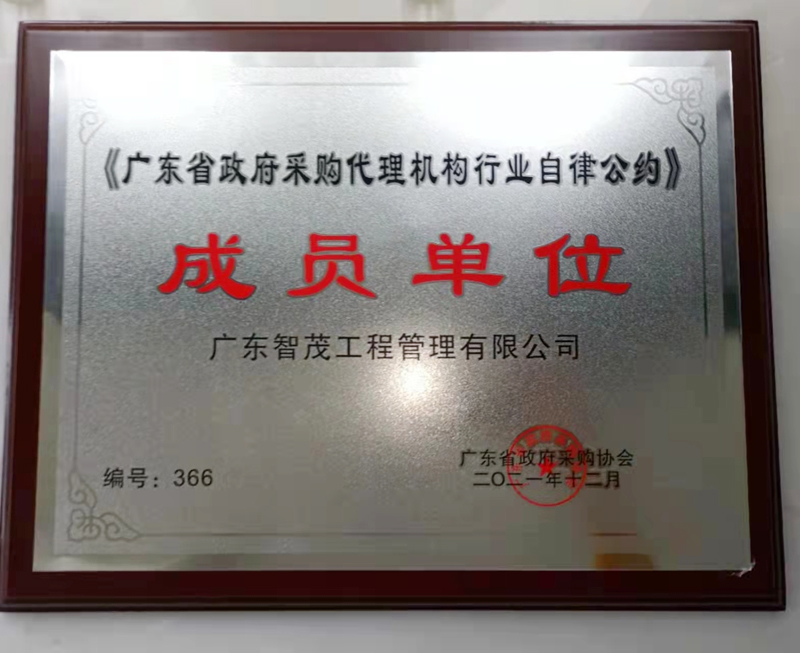 《广东省政府采购代理机构行业自律公约》
成员单位
广东智茂工程管理有限公司
编号：366
广东省政府采购协会
二〇二一年十二月